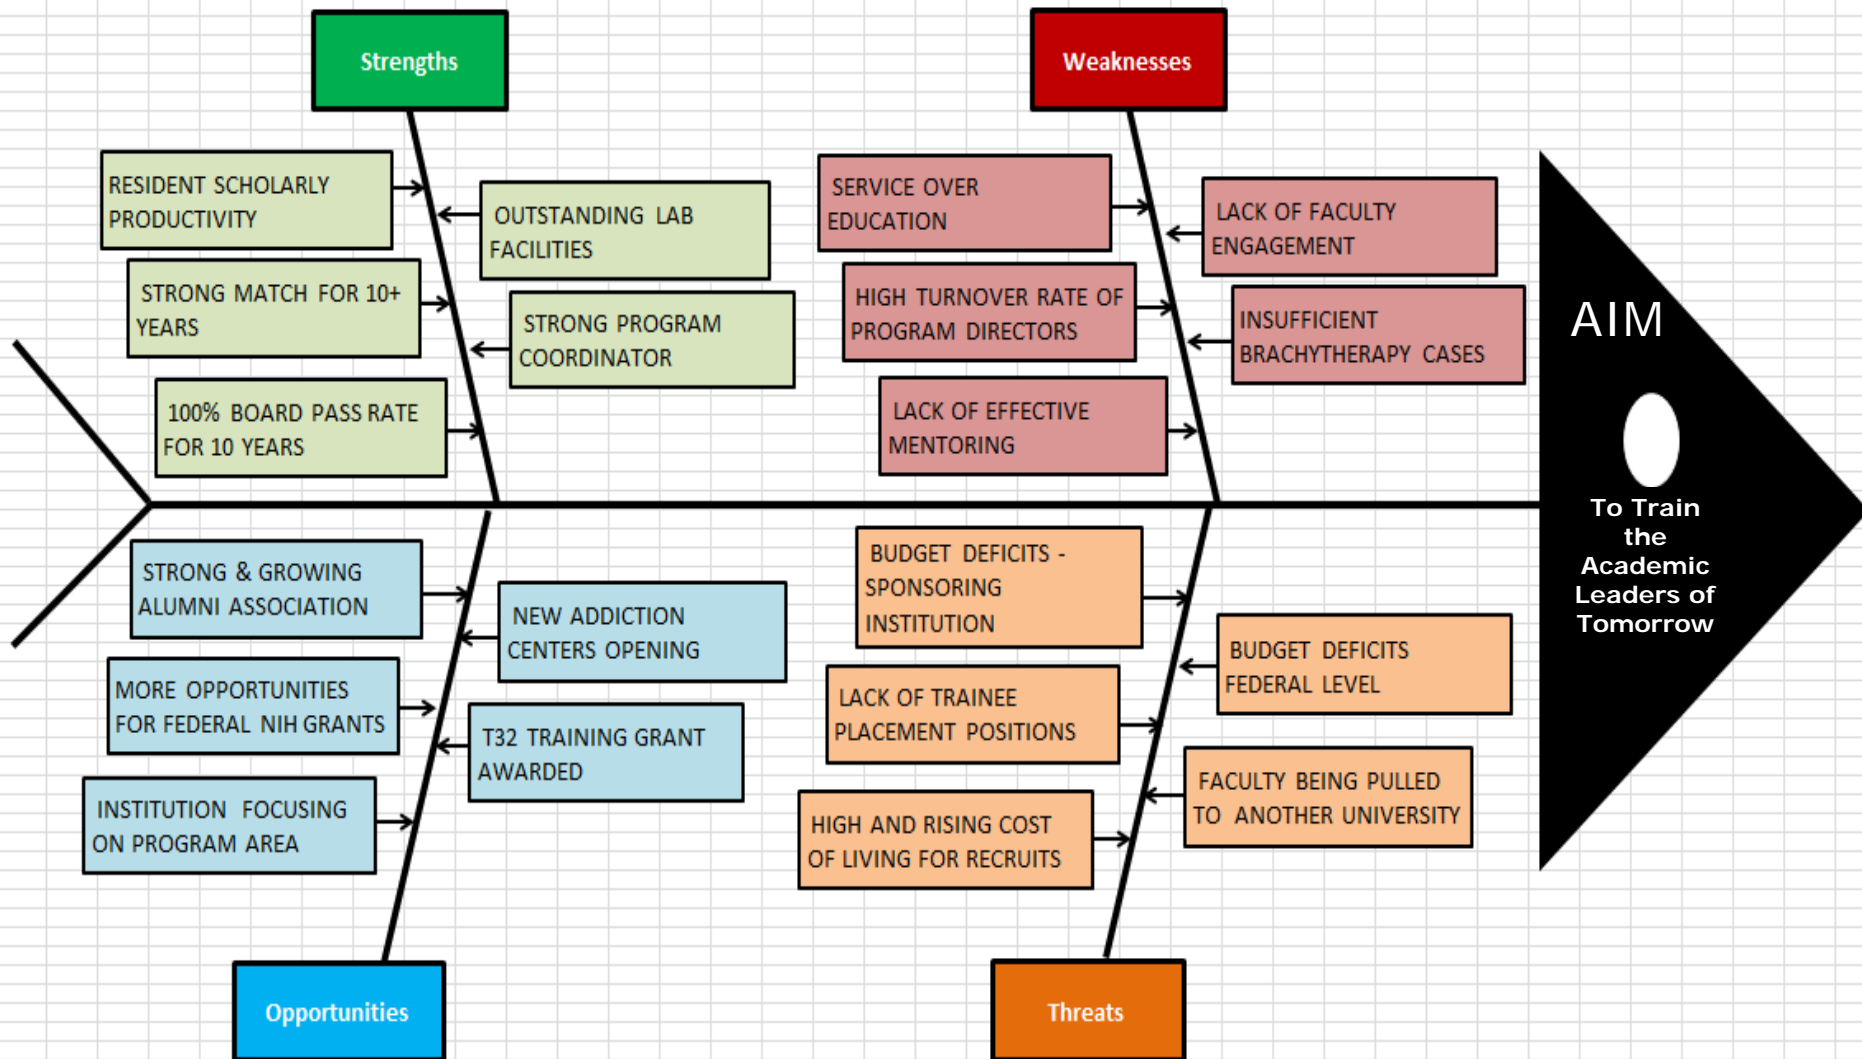 Strengths
RESIDENT SCHOLARLY
PRODUCTIVITY
OUTSTANDING LAB
FACILITIES
STRONG MATCH FOR 10+
YEARS
STRONG PROGRAM
COORDINATOR
100% BOARD PASS RATE
FOR 10 YEARS
Weaknesses
SERVICE OVER
EDUCATION
LACK OF FACULTY
ENGAGEMENT
HIGH TURNOVER RATE OF
PROGRAM DIRECTORS
INSUFFICIENT
BRACHYTHERAPY CASES
LACK OF EFFECTIVE
MENTORING
AIM
To Train
the
Academic
Leaders of
Tomorrow
STRONG & GROWING
ALUMNI ASSOCIATION
NEW ADDICTION
CENTERS OPENING
MORE OPPORTUNITIES
FOR FEDERAL NIH GRANTS
T32 TRAINING GRANT
AWARDED
INSTITUTION FOCUSING
ON PROGRAM AREA
Opportunities
BUDGET DEFICITS -
SPONSORING
INSTITUTION
BUDGET DEFICITS
FEDERAL LEVEL
LACK OF TRAINEE
PLACEMENT POSITIONS
FACULTY BEING PULLED
TO ANOTHER UNIVERSITY
HIGH AND RISING COST
OF LIVING FOR RECRUITS
Threats